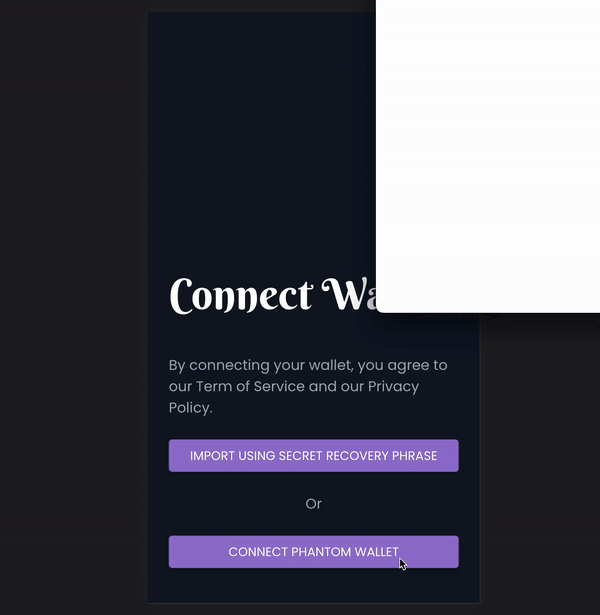 Connect Wa
By connecting your wallet, you agree to
our Term of Service and our Privacy
Policy.
IMPORT USING SECRET RECOVERY PHRASE
Or
CONNECT PHANTOM WALLET